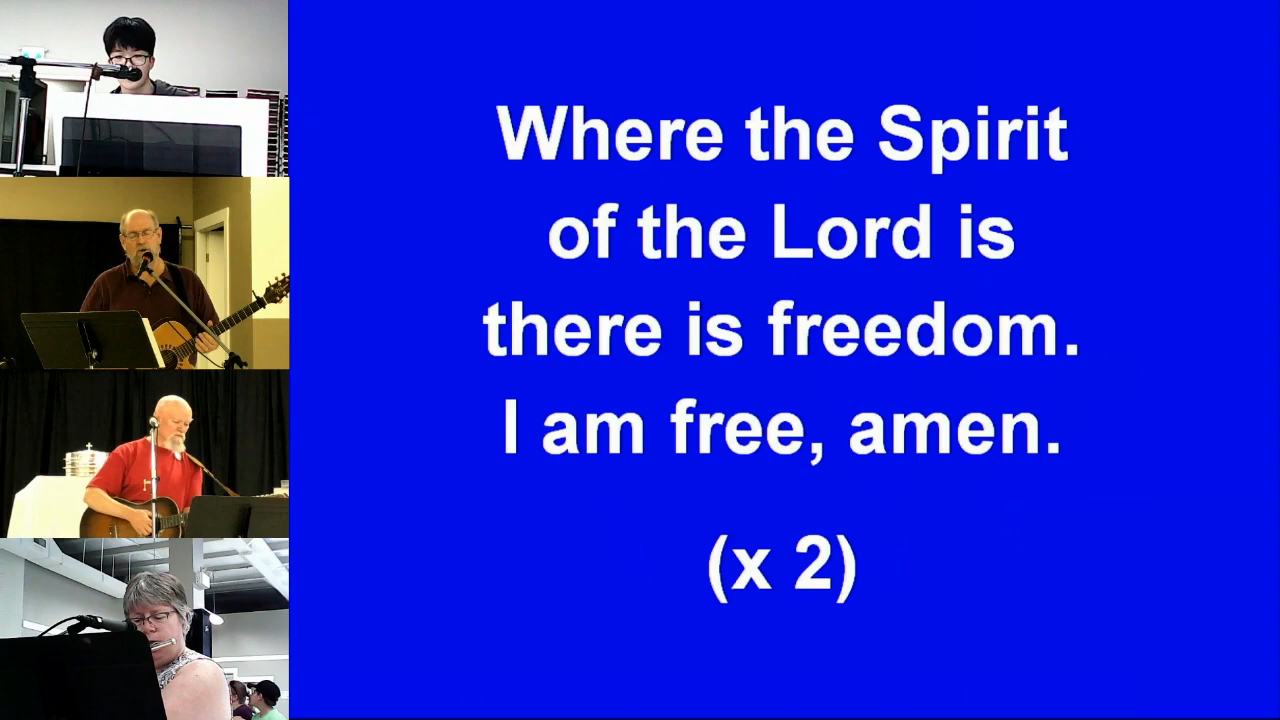 Where the Spirit
of the Lord is
there is freedom.
I am free, amen.
(x 2)